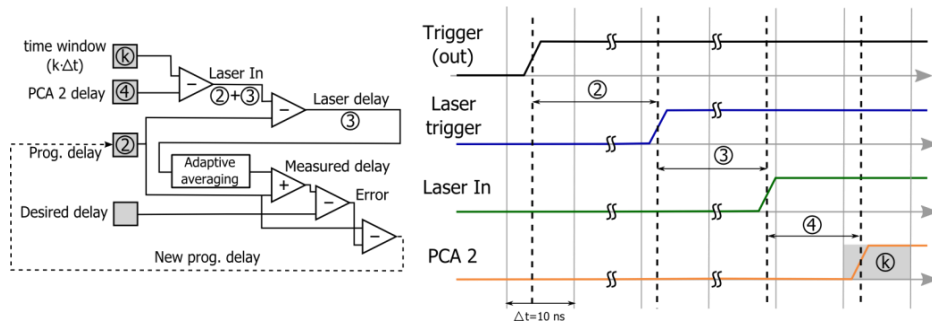 time window
(k·Δt)
ⓚ
PCA 2 delay
④
Laser In
②+③
−
−
Laser delay
③
Prog. delay
②
Adaptive
averaging
+
Measured delay
−
Error
Desired delay
−
New prog. delay
Trigger
(out)
②
Laser
trigger
③
Laser In
④
PCA 2
ⓚ
Δt=10 ns